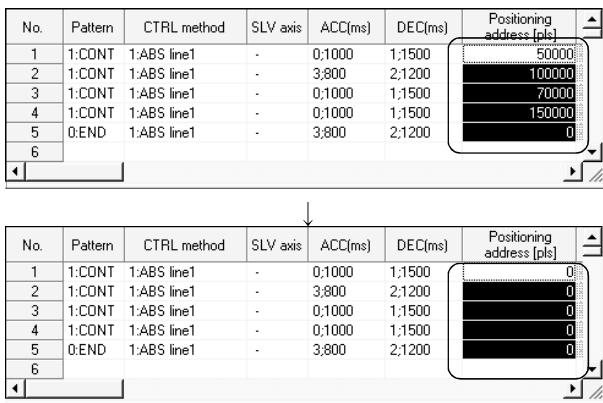 No. Pattern CTRL method SLV axis ACC(ms) DEC(ms) Positioning address [pls]
1 1:CONT 1:ABS line1 - 0;1000 1;1500 50000
2 1:CONT 1:ABS line1 - 3;800 2;1200 100000
3 1:CONT 1:ABS line1 - 0;1000 1;1500 70000
4 1:CONT 1:ABS line1 - 0;1000 1;1500 150000
5 0:END 1:ABS line1 - 3;800 2;1200 0
6
No. Pattern CTRL method SLV axis ACC(ms) DEC(ms) Positioning address [pls]
1 1:CONT 1:ABS line1 - 0;1000 1;1500 0
2 1:CONT 1:ABS line1 - 3;800 2;1200 0
3 1:CONT 1:ABS line1 - 0;1000 1;1500 0
4 1:CONT 1:ABS line1 - 0;1000 1;1500 0
5 0:END 1:ABS line1 - 3;800 2;1200 0
6